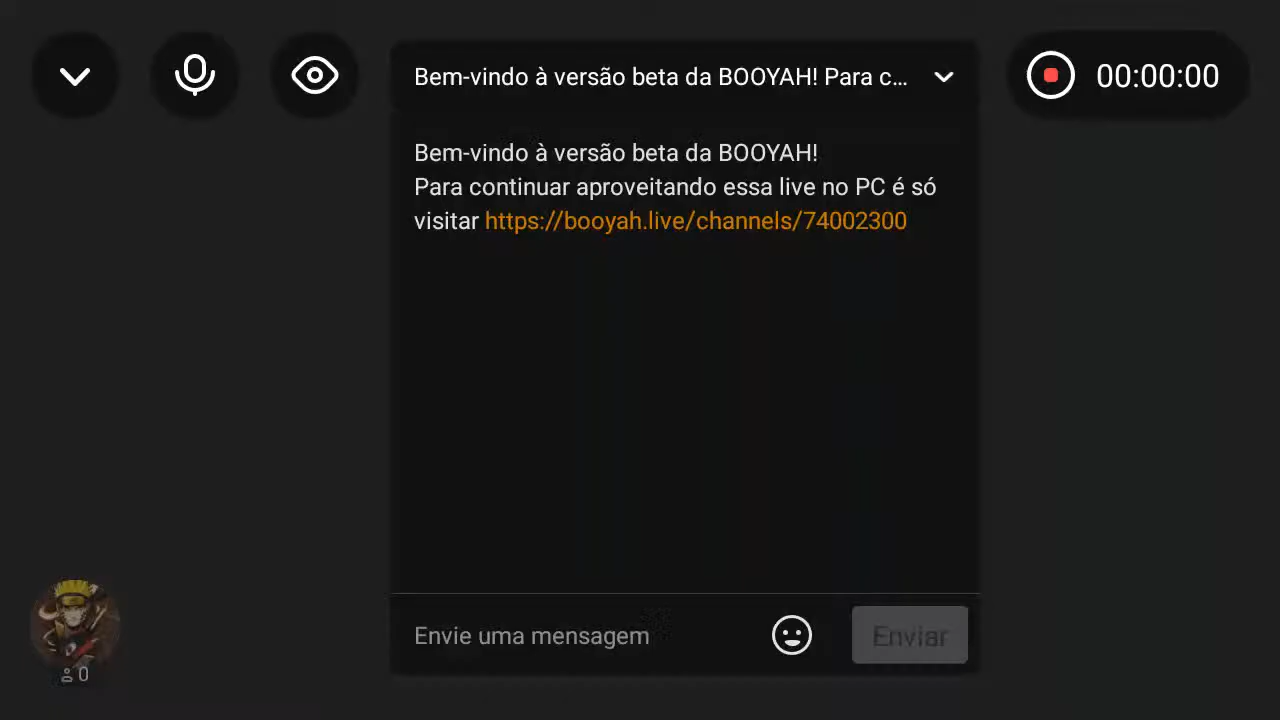 Bem-vindo à versão beta da BOOYAH! Para c...
00:00:00
Bem-vindo à versão beta da BOOYAH!
Para continuar aproveitando essa live no PC é só
visitar https://booyah.live/channels/74002300
Envie uma mensagem
Enviar
0